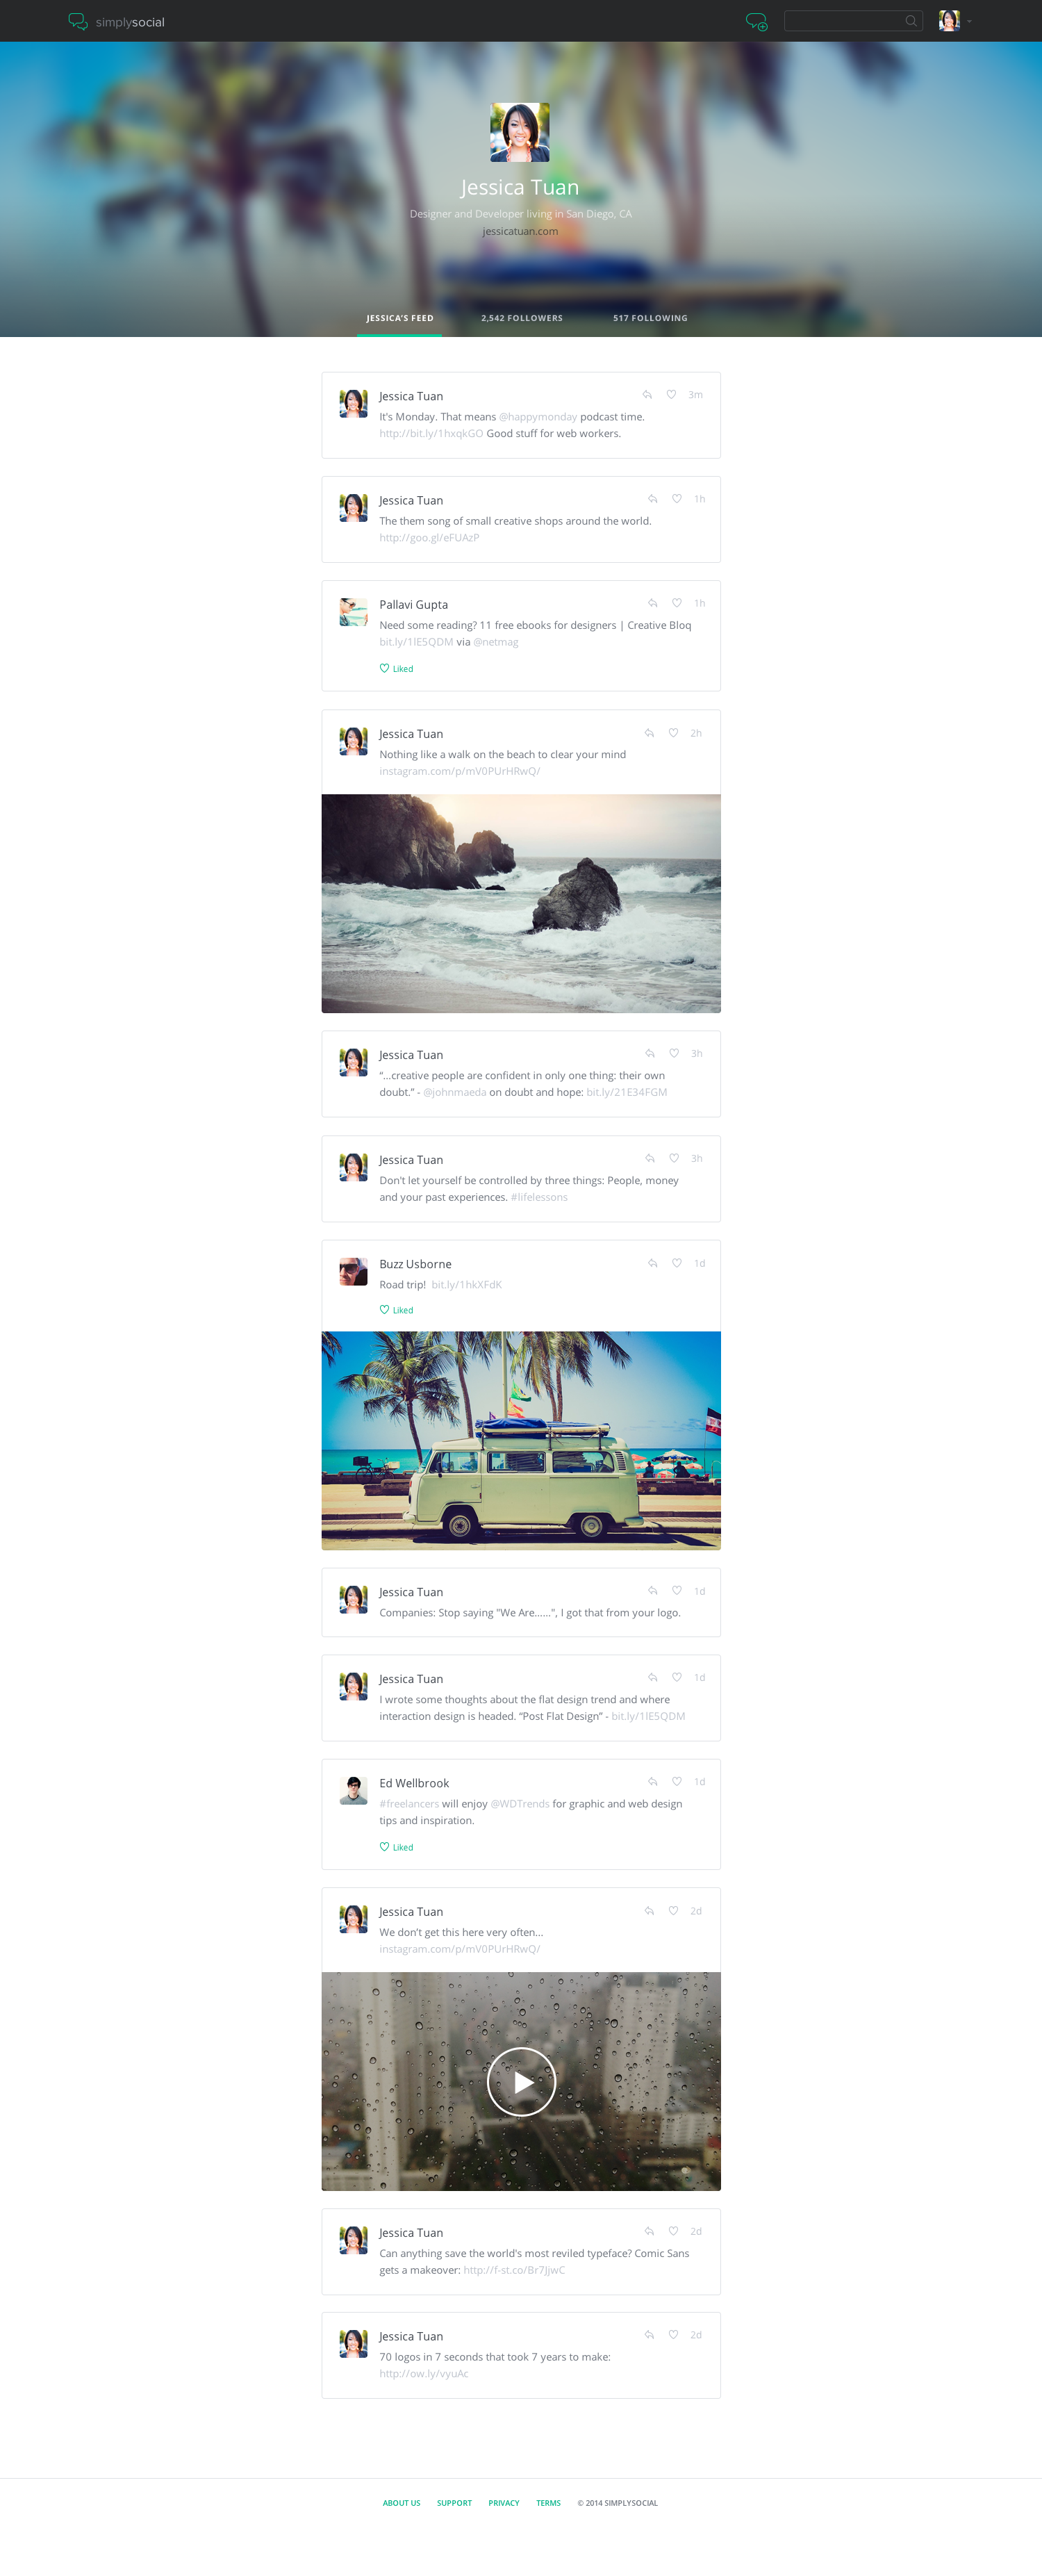 simplysocial
Jessica Tuan
Designer and Developer living in San Diego, CA
jessicatuan.com
JESSICA'S FEED 2,542 FOLLOWERS 517 FOLLOWING
Jessica Tuan 3m
It's Monday. That means @happymonday podcast time.
http://bit.ly/1hxqkGO Good stuff for web workers.
Jessica Tuan 1h
The them song of small creative shops around the world.
http://goo.gl/eFUAzP
Pallavi Gupta 1h
Need some reading? 11 free ebooks for designers | Creative Bloq
bit.ly/1lE5QDM via @netmag
Liked
Jessica Tuan 2h
Nothing like a walk on the beach to clear your mind
instagram.com/p/mV0PUrHRwQ/
Jessica Tuan 3h
“...creative people are confident in only one thing: their own
doubt.” - @johnmaeda on doubt and hope: bit.ly/21E34FGM
Jessica Tuan 3h
Don't let yourself be controlled by three things: People, money
and your past experiences. #lifelessons
Buzz Usborne 1d
Road trip! bit.ly/1hkXFdK
Liked
Jessica Tuan 1d
Companies: Stop saying "We Are......", I got that from your logo.
Jessica Tuan 1d
I wrote some thoughts about the flat design trend and where
interaction design is headed. “Post Flat Design” - bit.ly/1lE5QDM
Ed Wellbrook 1d
#freelancers will enjoy @WDTrends for graphic and web design
tips and inspiration.
Liked
Jessica Tuan 2d
We don’t get this here very often...
instagram.com/p/mV0PUrHRwQ/
Jessica Tuan 2d
Can anything save the world's most reviled typeface? Comic Sans
gets a makeover: http://f-st.co/Br7JjwC
Jessica Tuan 2d
70 logos in 7 seconds that took 7 years to make:
http://ow.ly/vyuAc
ABOUT US SUPPORT PRIVACY TERMS © 2014 SIMPLYSOCIAL